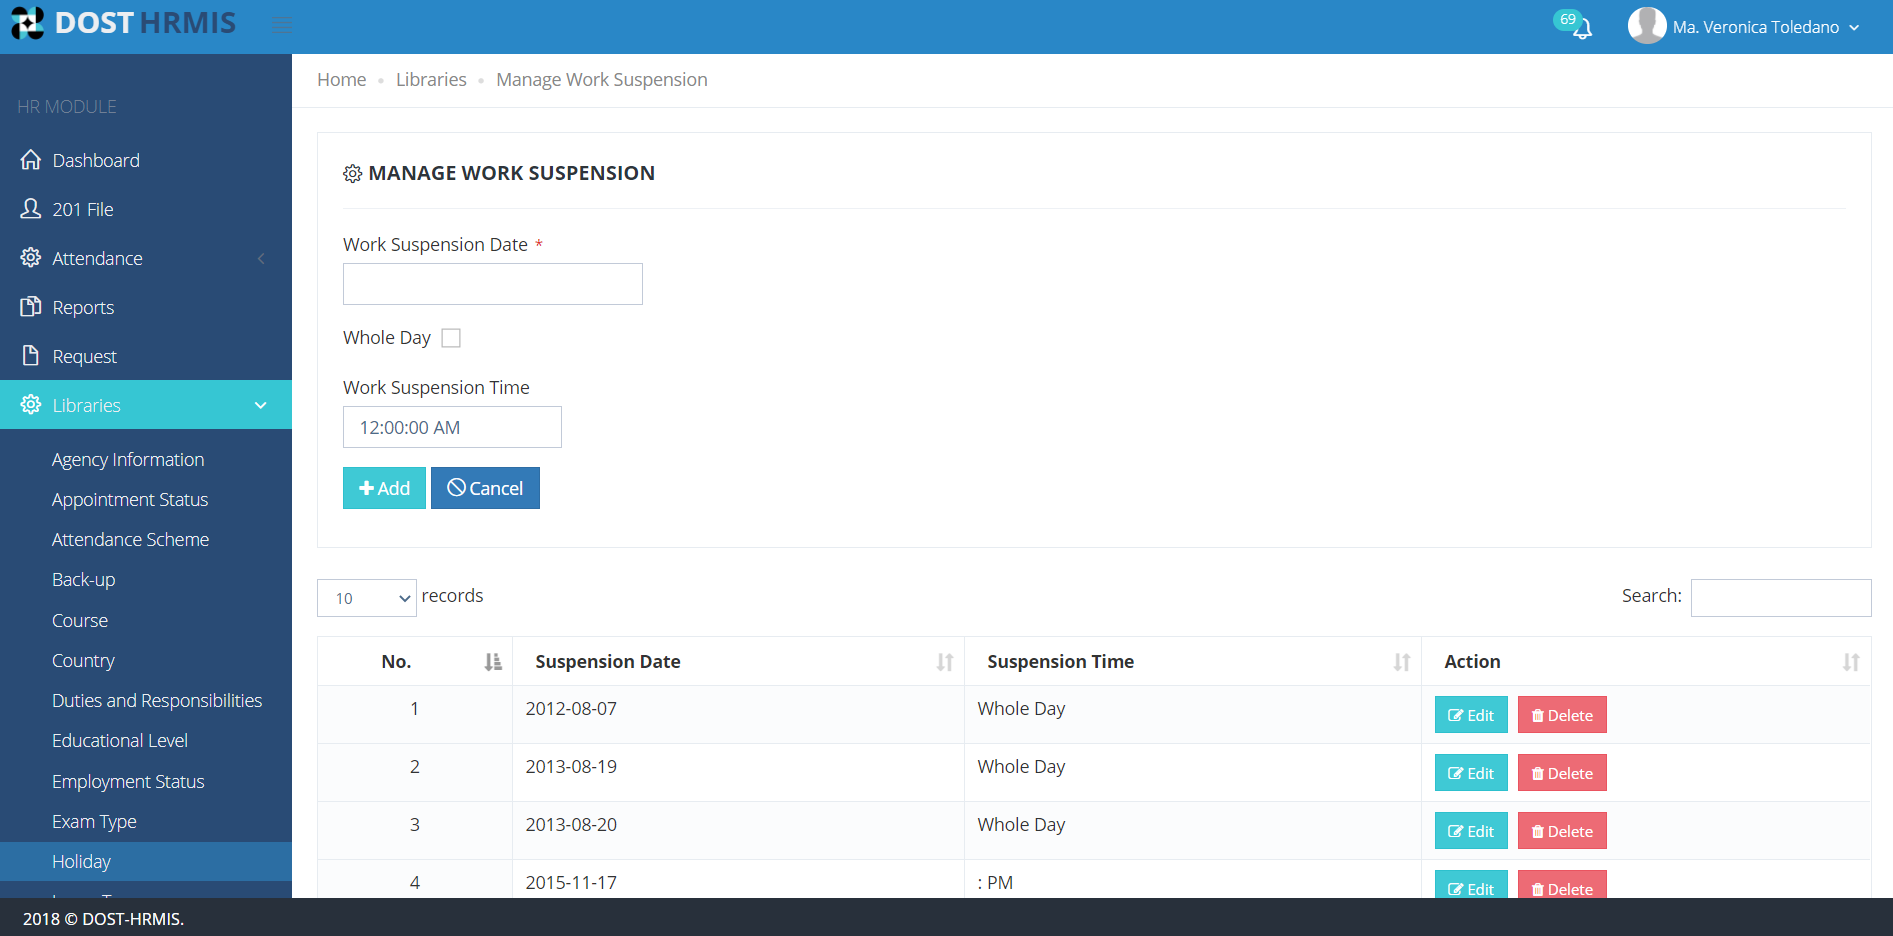 DOST HRMIS
69
Ma. Veronica Toledano
HR MODULE
Dashboard
201 File
Attendance
Reports
Request
Libraries
Agency Information
Appointment Status
Attendance Scheme
Back-up
Course
Country
Duties and Responsibilities
Educational Level
Employment Status
Exam Type
Holiday
Home • Libraries • Manage Work Suspension
MANAGE WORK SUSPENSION
Work Suspension Date *
Whole Day
Work Suspension Time
12:00:00 AM
Add Cancel
10 records
Search:
No. Suspension Date Suspension Time Action
1 2012-08-07 Whole Day Edit Delete
2 2013-08-19 Whole Day Edit Delete
3 2013-08-20 Whole Day Edit Delete
4 2015-11-17 : PM Edit Delete
2018 © DOST-HRMIS.